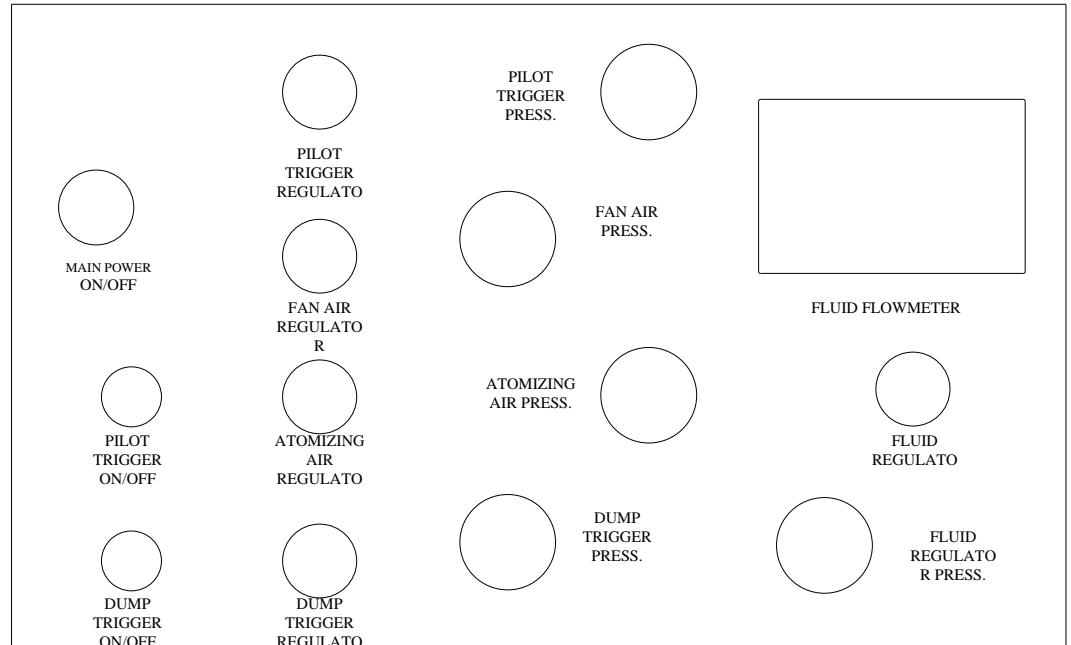 PILOT
TRIGGER
PRESS.
PILOT
TRIGGER
REGULATO
FAN AIR
PRESS.
MAIN POWER
ON/OFF
FAN AIR
REGULATO
R
FLUID FLOWMETER
ATOMIZING
AIR PRESS.
PILOT
TRIGGER
ON/OFF
ATOMIZING
AIR
REGULATO
FLUID
REGULATO
DUMP
TRIGGER
PRESS.
FLUID
REGULATO
R PRESS.
DUMP
TRIGGER
ON/OFF
DUMP
TRIGGER
REGULATO